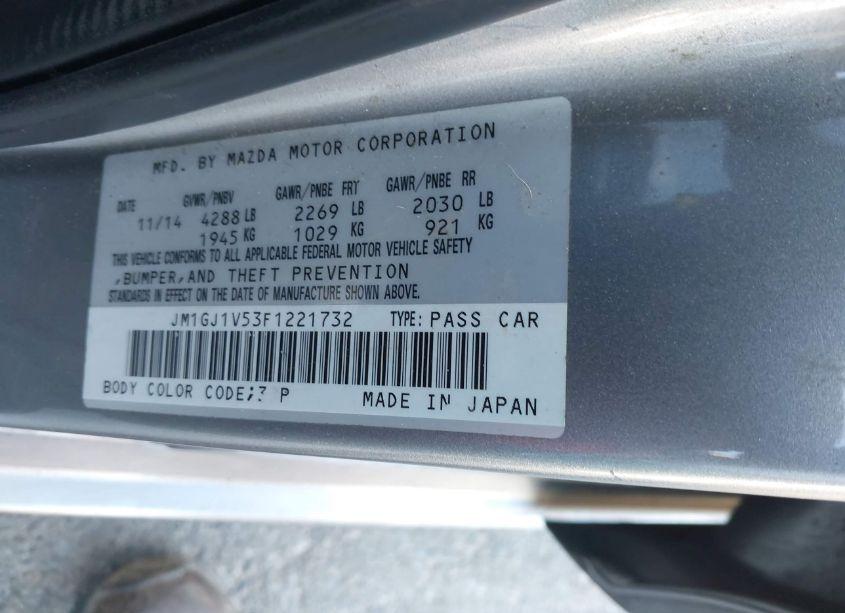 MFD. BY MAZDA MOTOR CORPORATION
DATE GVWR/PNBV GAWR/PNBE FRT GAWR/PNBE RR
11/14 4288 LB 2269 LB 2030 LB
1945 KG 1029 KG 921 KG
THIS VEHICLE CONFORMS TO ALL APPLICABLE FEDERAL MOTOR VEHICLE SAFETY
,BUMPER,AND THEFT PREVENTION
STANDARDS IN EFFECT ON THE DATE OF MANUFACTURE SHOWN ABOVE.
JM1GJ1V53F1221732 TYPE: PASS CAR
BODY COLOR CODE; P MADE IN JAPAN